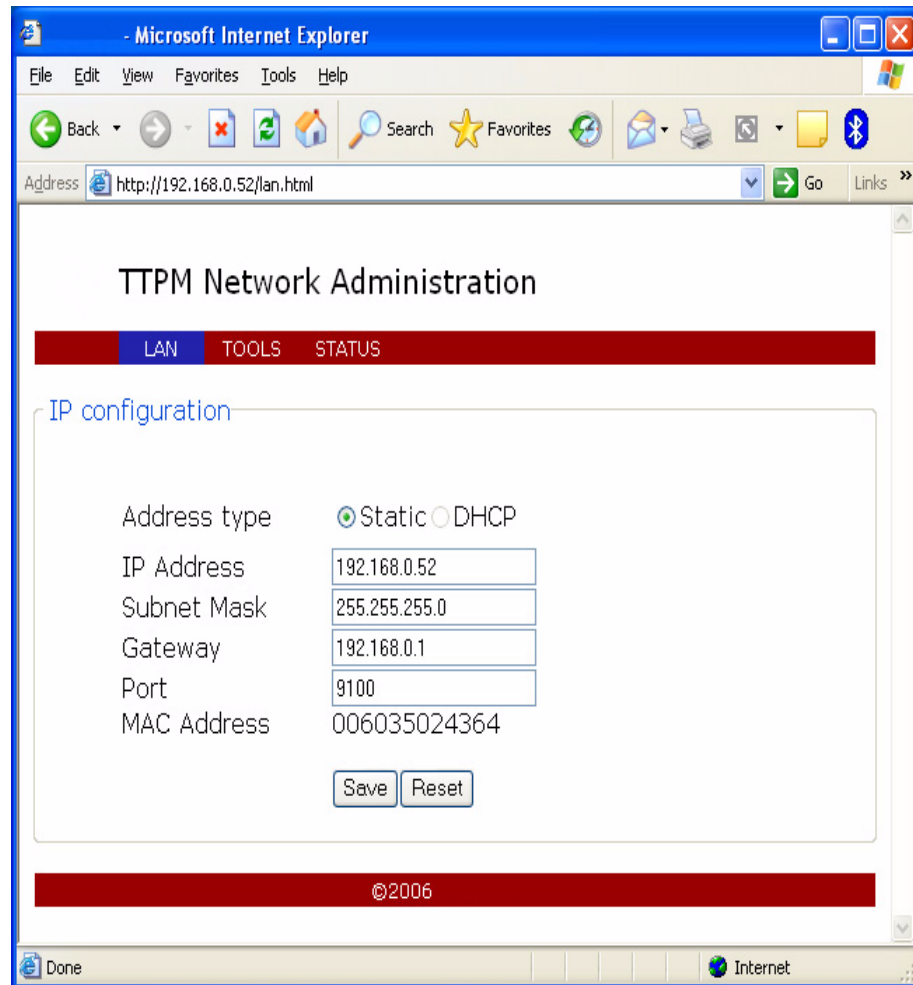 - Microsoft Internet Explorer
File Edit View Favorites Tools Help
Back Search Favorites
Address http://192.168.0.52/lan.html Go Links »
TTPM Network Administration
LAN TOOLS STATUS
IP configuration
Address type Static DHCP
IP Address 192.168.0.52
Subnet Mask 255.255.255.0
Gateway 192.168.0.1
Port 9100
MAC Address 006035024364
Save Reset
©2006
Done Internet